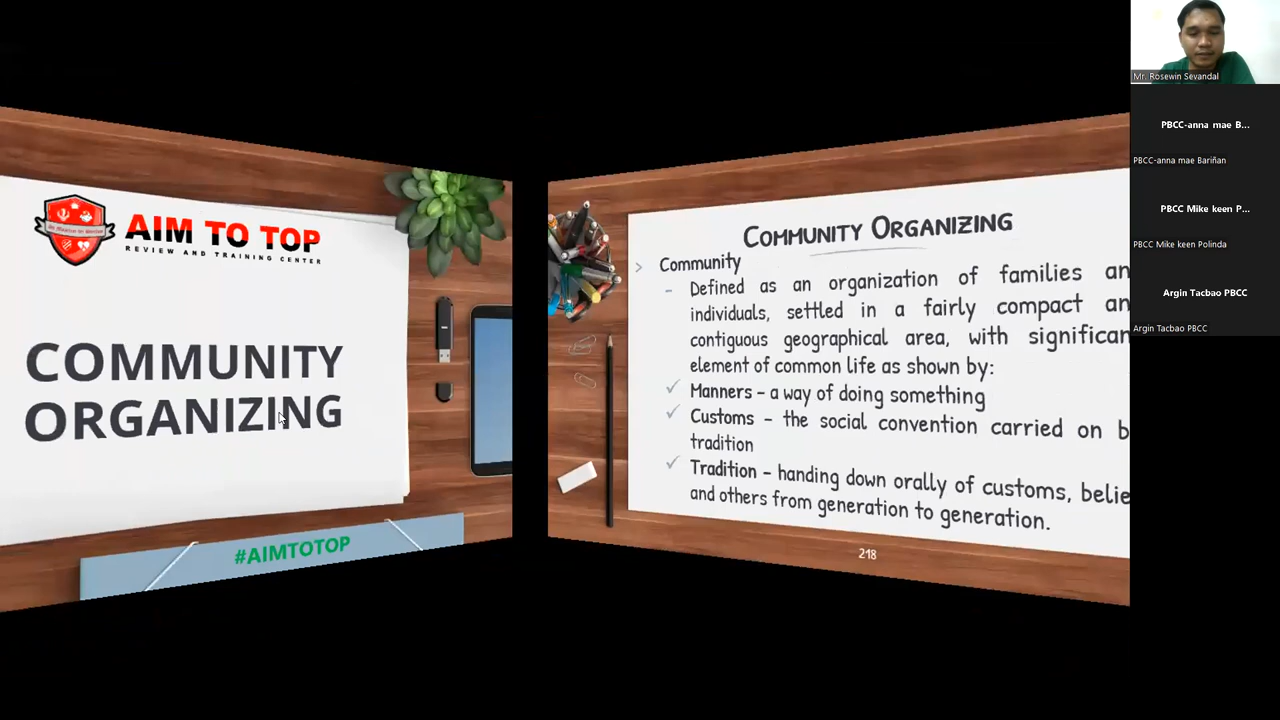 AIM TO TOP
REVIEW AND TRAINING CENTER
COMMUNITY
ORGANIZING
#AIMTOTOP
COMMUNITY ORGANIZING
Community
- Defined as an organization of families an
individuals, settled in a fairly compact an
contiguous geographical area, with significan
element of common life as shown by:
Manners – a way of doing something
Customs – the social convention carried on b
tradition
Tradition – handing down orally of customs, belie
and others from generation to generation.
218
Mr. Rosewin Sevandal
PBCC-anna mae B...
PBCC-anna mae Bariñan
PBCC Mike keen P...
PBCC Mike keen Polinda
Argin Tacbao PBCC
Argin Tacbao PBCC